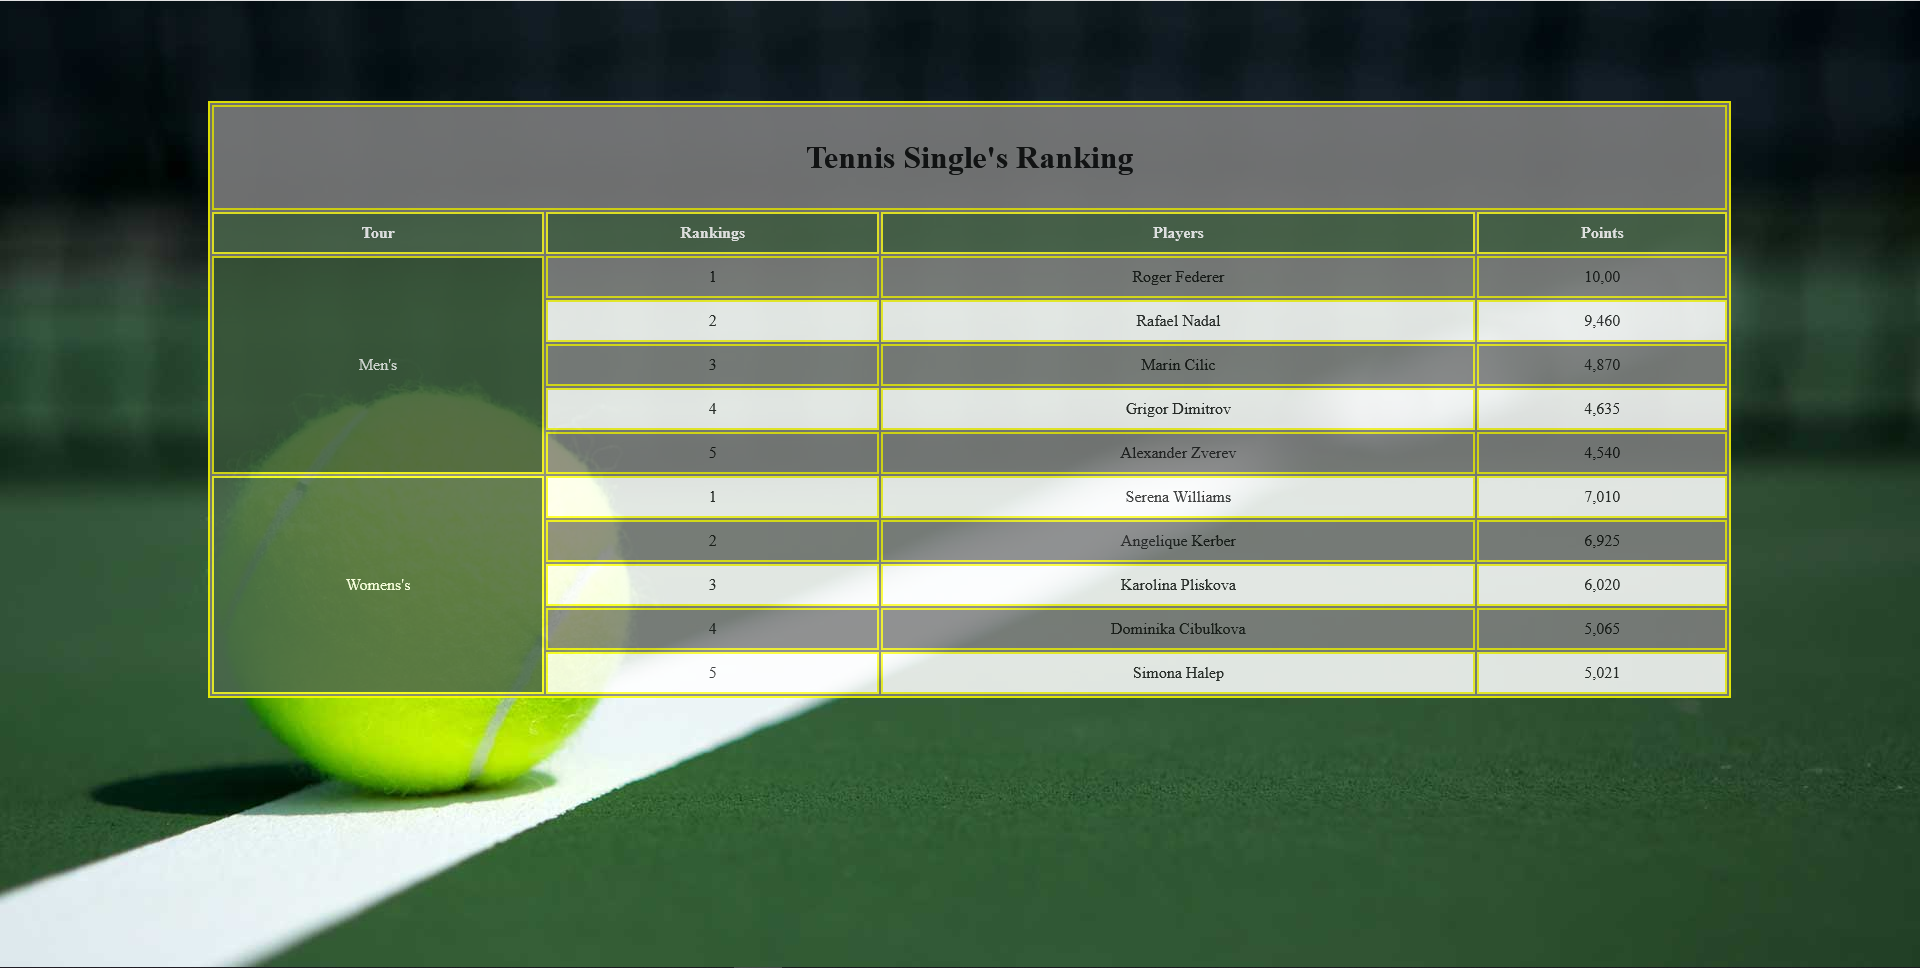 Tennis Single's Ranking
Tour Rankings Players Points
Men's
1 Roger Federer 10,00
2 Rafael Nadal 9,460
3 Marin Cilic 4,870
4 Grigor Dimitrov 4,635
5 Alexander Zverev 4,540
Womens's
1 Serena Williams 7,010
2 Angelique Kerber 6,925
3 Karolina Pliskova 6,020
4 Dominika Cibulkova 5,065
5 Simona Halep 5,021